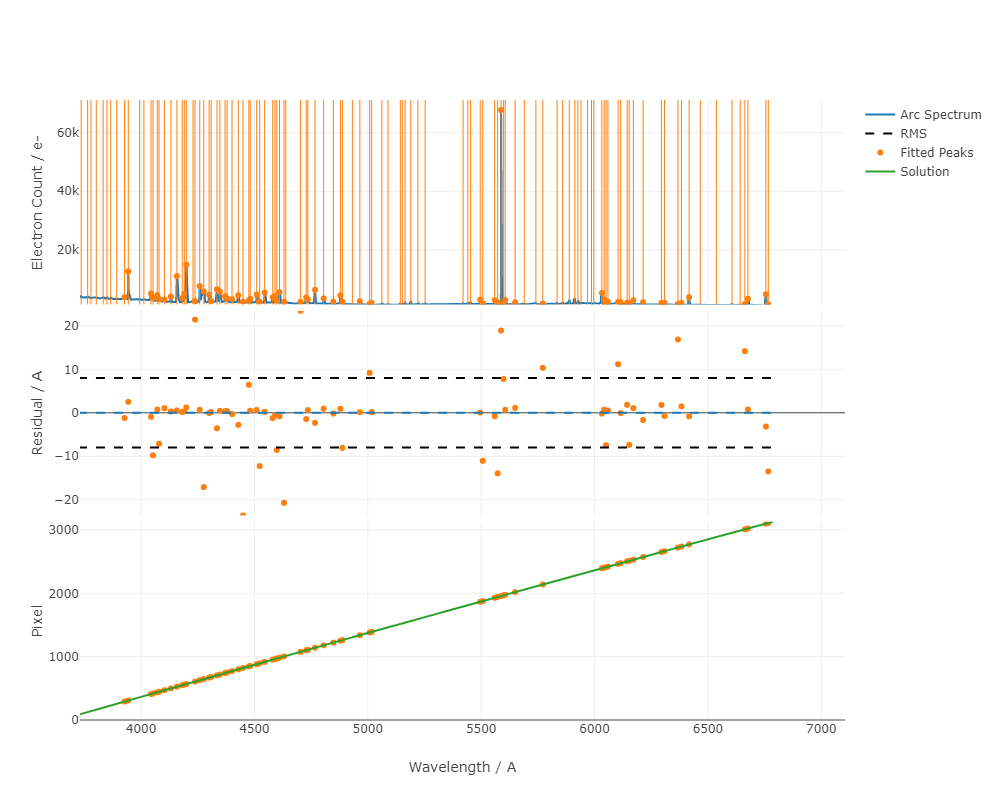 60k
40k
20k
Electron Count / e-
Arc Spectrum
RMS
Fitted Peaks
Solution
20
10
0
−10
−20
Residual / A
3000
2000
1000
0
Pixel
4000 4500 5000 5500 6000 6500 7000
Wavelength / A